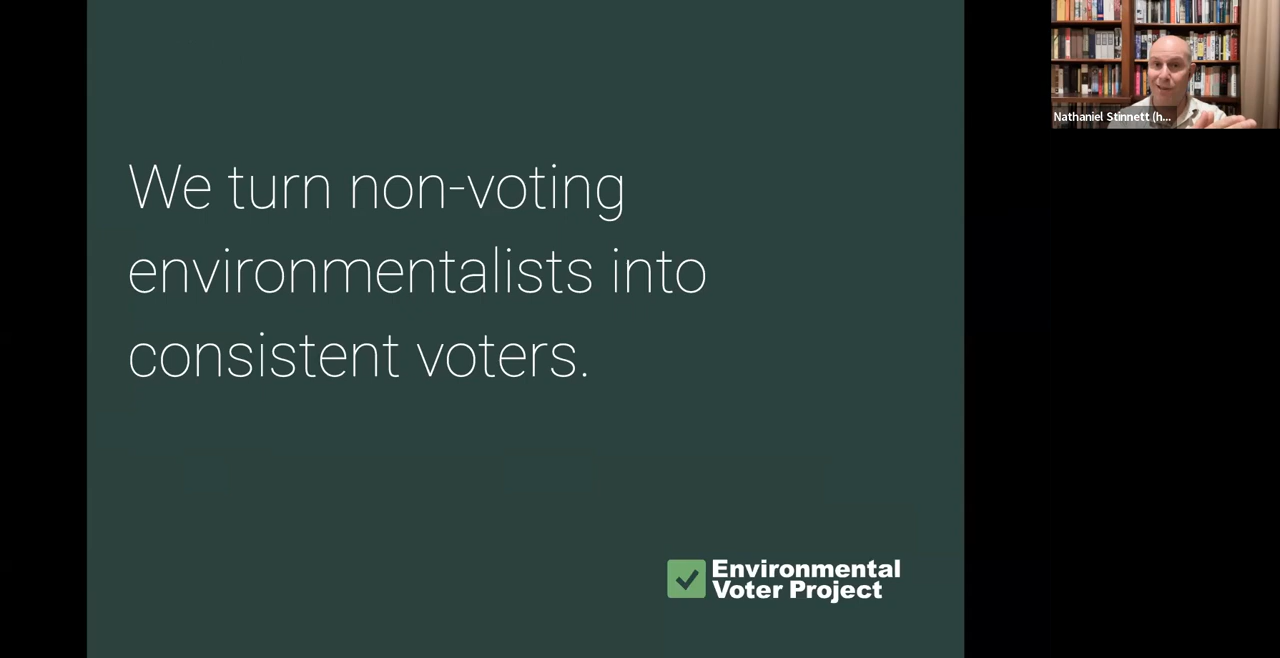 We turn non-voting
environmentalists into
consistent voters.
Environmental
Voter Project
Nathaniel Stinnett (h...